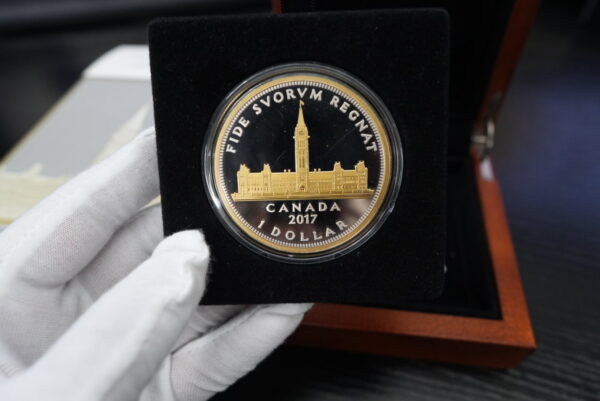 FIDE SVORVM REGNAT
CANADA
2017
1 DOLLAR